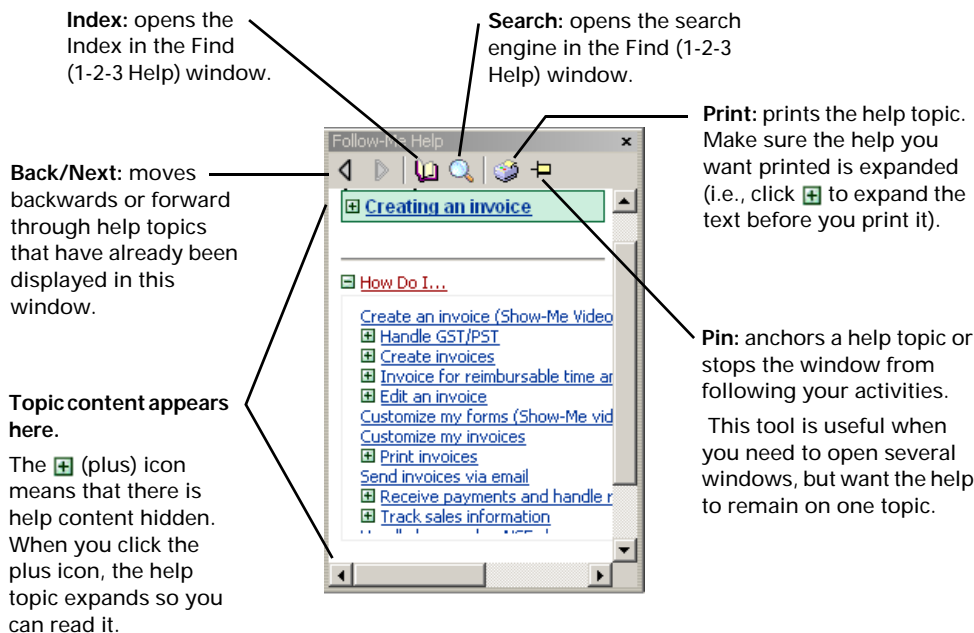 Index: opens the
Index in the Find
(1-2-3 Help) window.
Search: opens the search
engine in the Find (1-2-3
Help) window.
Print: prints the help topic.
Make sure the help you
want printed is expanded
(i.e., click to expand the
text before you print it).
Back/Next: moves
backwards or forward
through help topics
that have already been
displayed in this
window.
Follow-Me Help
Creating an invoice
How Do I...
Create an invoice (Show-Me Video
Handle GST/PST
Create invoices
Invoice for reimbursable time ar
Edit an invoice
Customize my forms (Show-Me vid
Customize my invoices
Print invoices
Send invoices via email
Receive payments and handle r
Track sales information
Pin: anchors a help topic or
stops the window from
following your activities.
This tool is useful when
you need to open several
windows, but want the help
to remain on one topic.
Topic content appears
here.
The (plus) icon
means that there is
help content hidden.
When you click the
plus icon, the help
topic expands so you
can read it.